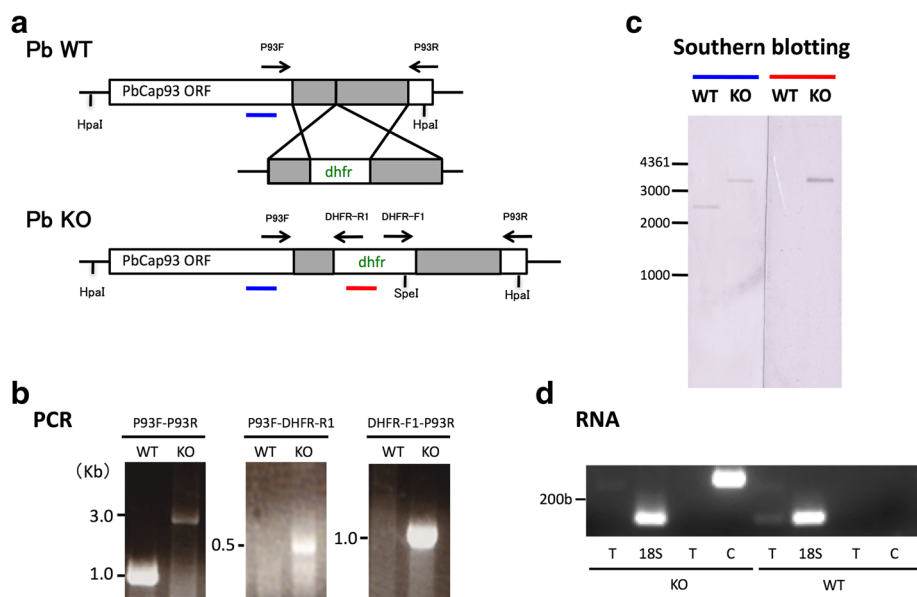 a
Pb WT
P93F
P93R
PbCap93 ORF
HpaI
HpaI
dhfr
Pb KO
P93F
DHFR-R1
DHFR-F1
P93R
PbCap93 ORF
dhfr
HpaI
SpeI
HpaI
b
PCR
P93F-P93R
P93F-DHFR-R1
DHFR-F1-P93R
WT KO
WT KO
WT KO
(Kb)
3.0
1.0
0.5
1.0
c
Southern blotting
WT KO WT KO
4361
3000
2000
1000
d
RNA
200b
T 18S T C T 18S T C
KO WT